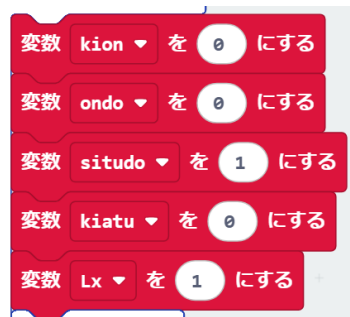 変数 kion を 0 にする
変数 ondo を 0 にする
変数 situdo を 1 にする
変数 kiatu を 0 にする
変数 Lx を 1 にする